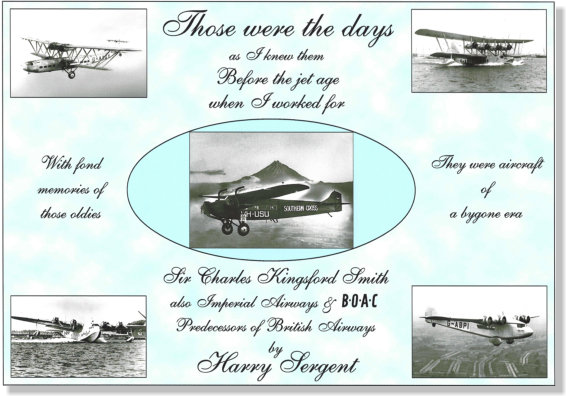 Those were the days
as I knew them
Before the jet age
when I worked for
With fond
memories of
those oldies
SOUTHERN CROSS
VH-USU
They were aircraft
of
a bygone era
Sir Charles Kingsford Smith
also Imperial Airways & B·O·A·C
Predecessors of British Airways
by
Harry Sergent
G-ABPI